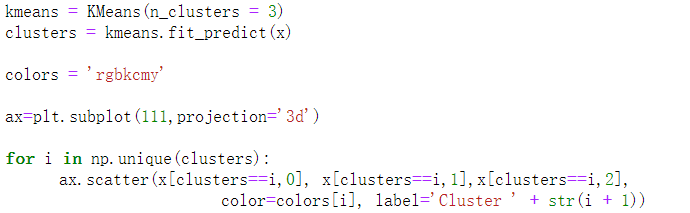 kmeans = KMeans(n_clusters = 3)
clusters = kmeans.fit_predict(x)
colors = 'rgbkcmy'
ax=plt.subplot(111,projection='3d')
for i in np.unique(clusters):
ax.scatter(x[clusters==i,0], x[clusters==i,1],x[clusters==i,2],
color=colors[i], label='Cluster ' + str(i + 1))